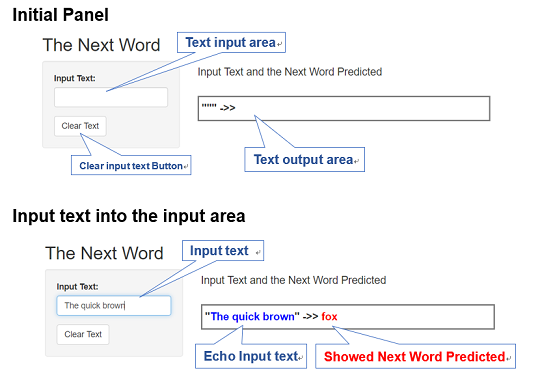 Initial Panel
The Next Word
Text input area
Input Text:
Input Text and the Next Word Predicted
""" ->>
Clear Text
Clear input text Button
Text output area
Input text into the input area
The Next Word
Input text
Input Text:
Input Text and the Next Word Predicted
The quick brown
"The quick brown" ->> fox
Clear Text
Echo Input text
Showed Next Word Predicted